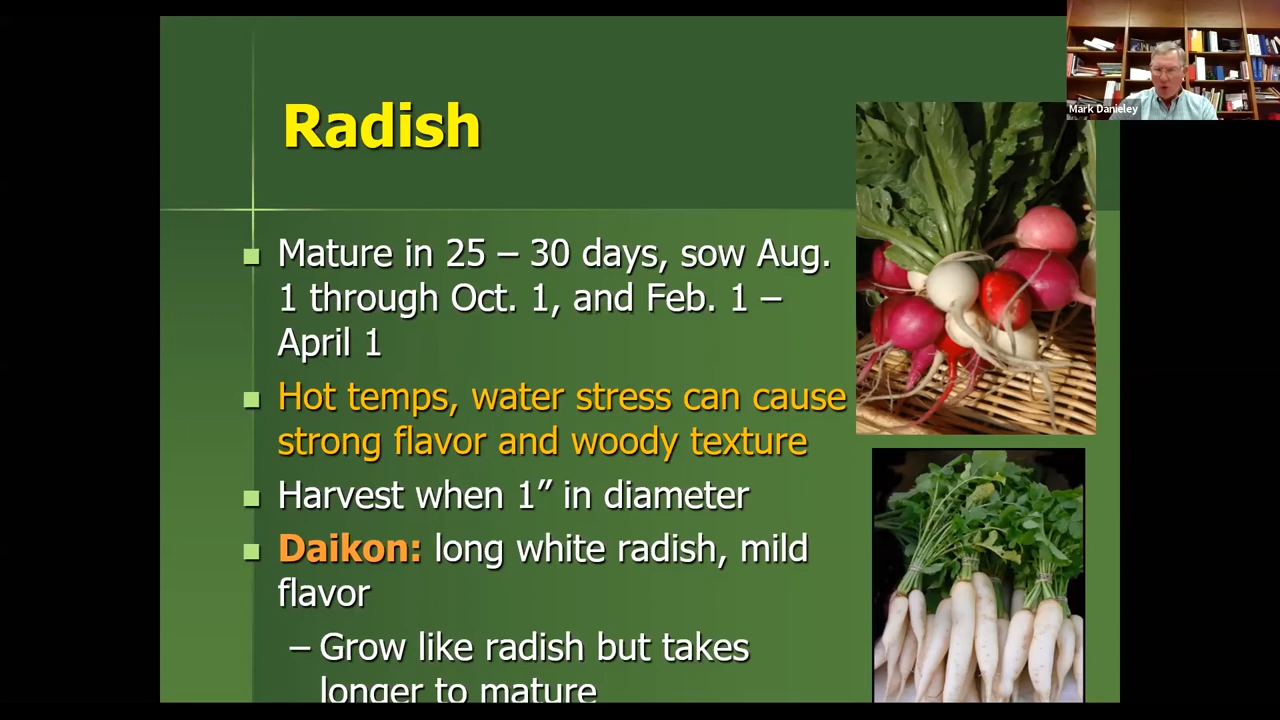 Mark Danieley
Radish
■ Mature in 25 – 30 days, sow Aug.
1 through Oct. 1, and Feb. 1 –
April 1
■ Hot temps, water stress can cause
strong flavor and woody texture
■ Harvest when 1” in diameter
■ Daikon: long white radish, mild
flavor
– Grow like radish but takes
longer to mature